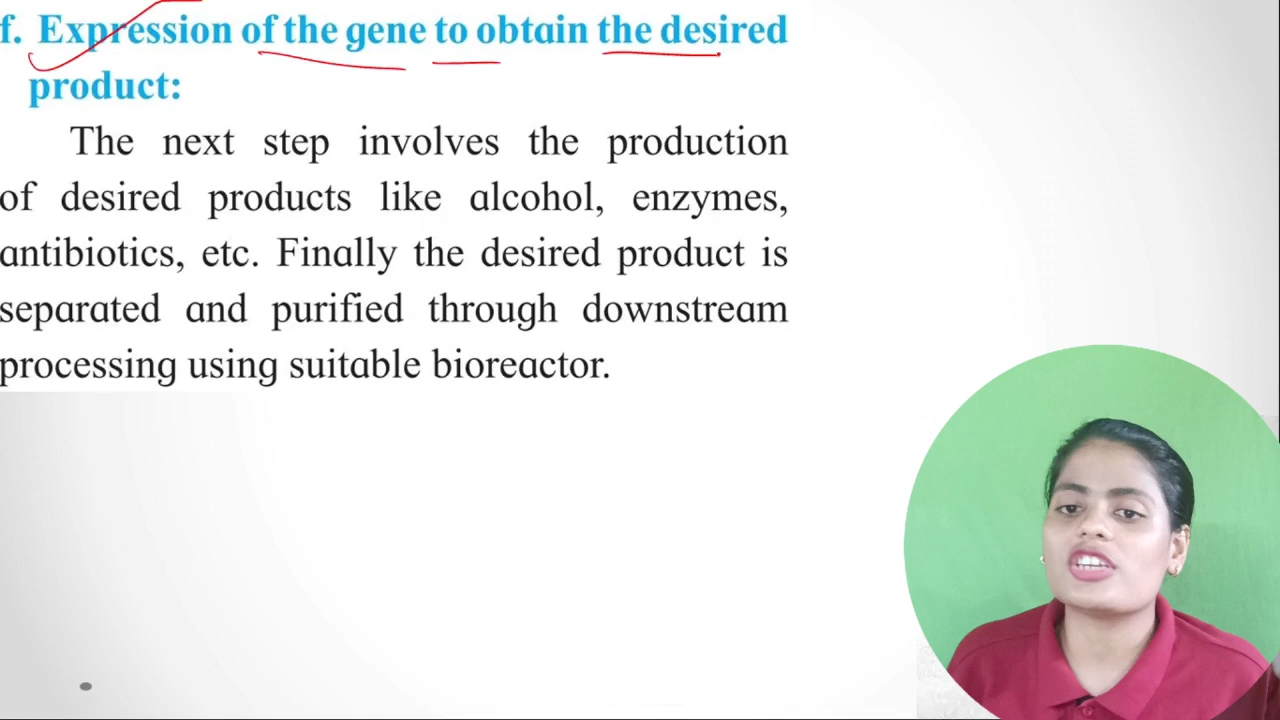 f. Expression of the gene to obtain the desired
product:
The next step involves the production
of desired products like alcohol, enzymes,
antibiotics, etc. Finally the desired product is
separated and purified through downstream
processing using suitable bioreactor.